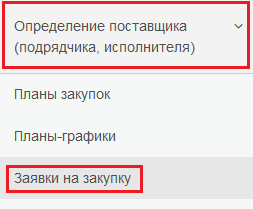 Определение поставщика
(подрядчика, исполнителя)
Планы закупок
Планы-графики
Заявки на закупку